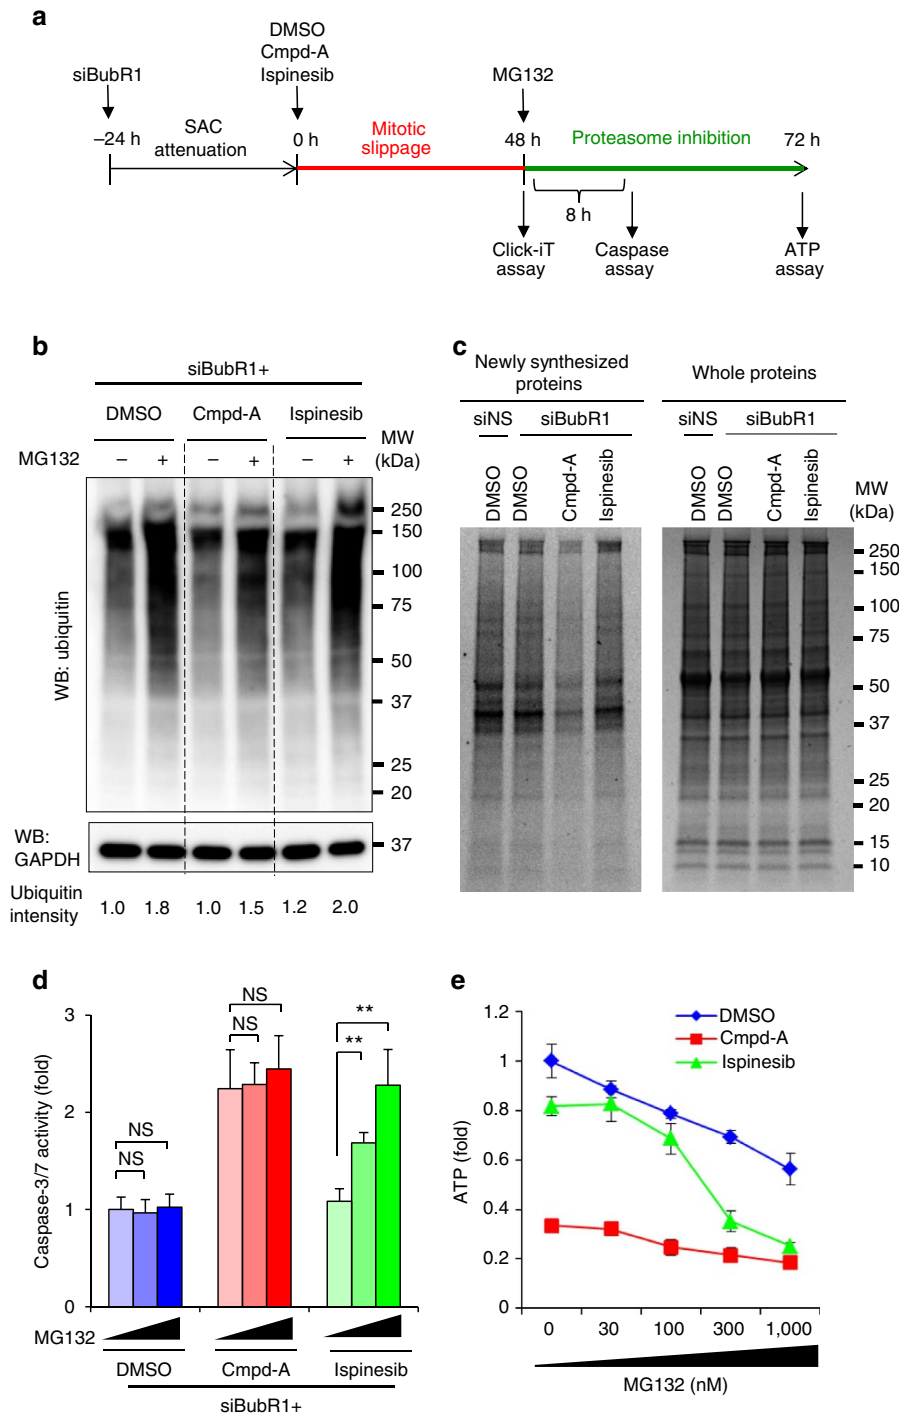 a
DMSO
Cmpd-A
Ispinesib
siBubR1
MG132
–24 h
SAC
attenuation
0 h
Mitotic
slippage
48 h
Proteasome inhibition
72 h
8 h
Click-iT
assay
Caspase
assay
ATP
assay
b
siBubR1+
DMSO Cmpd-A Ispinesib
MW
(kDa)
MG132 – + – + – +
250
150
100
75
50
37
25
20
WB: ubiquitin
WB:
GAPDH
37
Ubiquitin
intensity
1.0 1.8 1.0 1.5 1.2 2.0
c
Newly synthesized
proteins
Whole proteins
siNS siBubR1
siNS siBubR1
DMSO DMSO Cmpd-A Ispinesib
DMSO DMSO Cmpd-A Ispinesib
MW
(kDa)
250
150
100
75
50
37
25
20
15
10
d
Caspase-3/7 activity (fold)
3
2
1
0
NS
NS
NS
NS
**
**
MG132
DMSO Cmpd-A Ispinesib
siBubR1+
e
ATP (fold)
1.2
1
0.8
0.6
0.4
0.2
0
DMSO
Cmpd-A
Ispinesib
0 30 100 300 1,000
MG132 (nM)